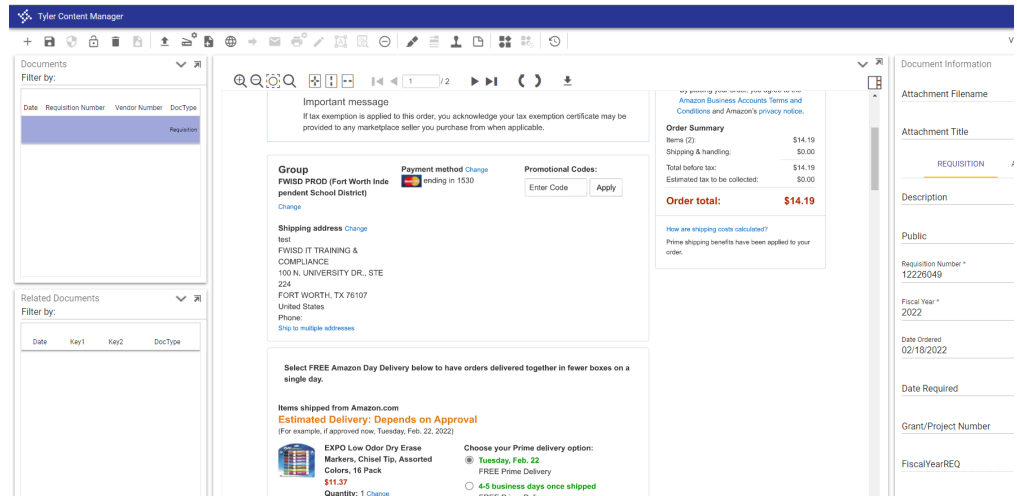 Tyler Content Manager
Documents
Filter by:
Date Requisition Number Vendor Number DocType
Requisition
Related Documents
Filter by:
Date Key1 Key2 DocType
1 / 2
Important message
If tax exemption is applied to this order, you acknowledge your tax exemption certificate may be
provided to any marketplace seller you purchase from when applicable.
Group
FWISD PROD (Fort Worth Inde
pendent School District)
Change
Payment method Change
ending in 1530
Promotional Codes:
Enter Code Apply
Shipping address Change
test
FWISD IT TRAINING &
COMPLIANCE
100 N. UNIVERSITY DR., STE
224
FORT WORTH, TX 76107
United States
Phone:
Ship to multiple addresses
Select FREE Amazon Day Delivery below to have orders delivered together in fewer boxes on a
single day.
Items shipped from Amazon.com
Estimated Delivery: Depends on Approval
(For example, if approved now, Tuesday, Feb. 22, 2022)
EXPO Low Odor Dry Erase
Markers, Chisel Tip, Assorted
Colors, 16 Pack
$11.37
Quantity: 1 Change
Choose your Prime delivery option:
Tuesday, Feb. 22
FREE Prime Delivery
4-5 business days once shipped
FREE Prime
By placing your order, you agree to the
Amazon Business Accounts Terms and
Conditions and Amazon's privacy notice.
Order Summary
Items (2): $14.19
Shipping & handling: $0.00
Total before tax: $14.19
Estimated tax to be collected: $0.00
Order total: $14.19
How are shipping costs calculated?
Prime shipping benefits have been applied to your
order.
V
Document Information
Attachment Filename
Attachment Title
REQUISITION A
Description
Public
Requisition Number *
12226049
Fiscal Year *
2022
Date Ordered
02/18/2022
Date Required
Grant/Project Number
FiscalYearREQ